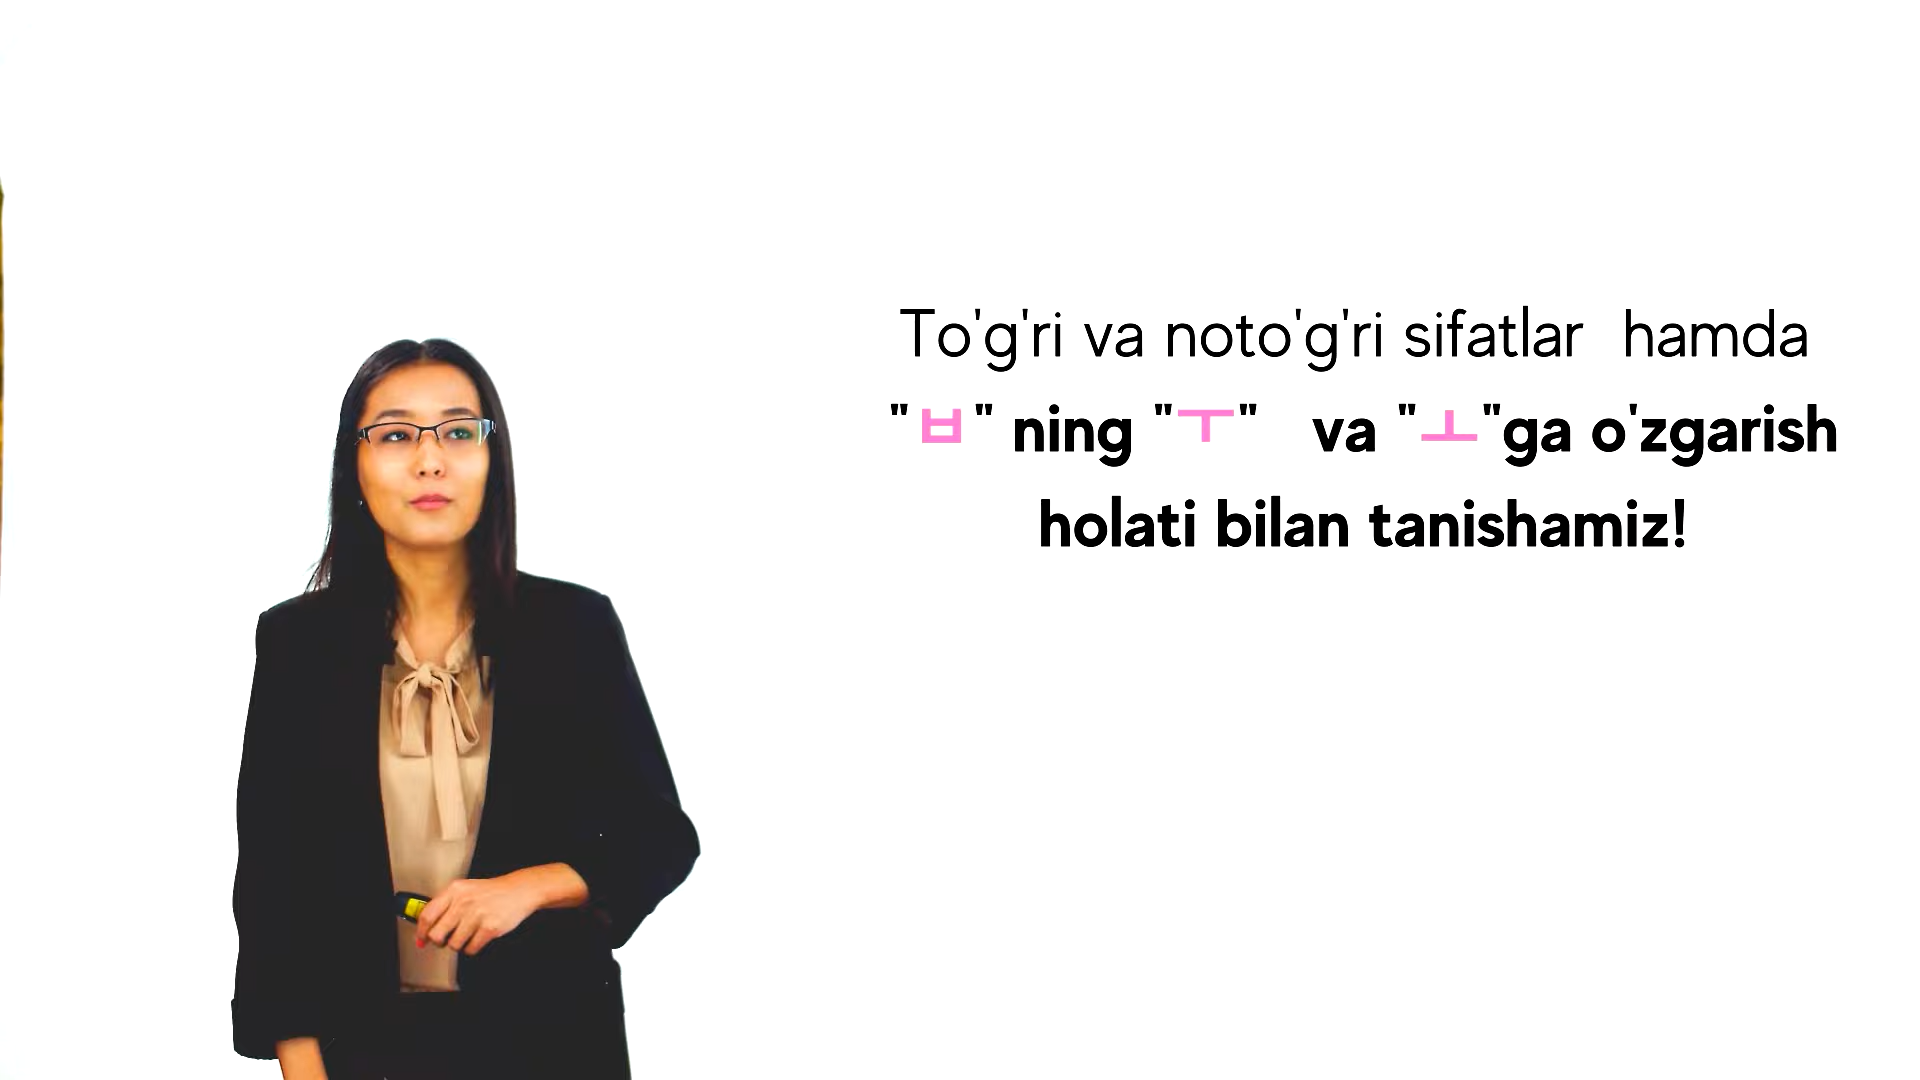 To'g'ri va noto'g'ri sifatlar hamda
"ㅂ" ning "ㅜ" va "ㅗ"ga o'zgarish
holati bilan tanishamiz!